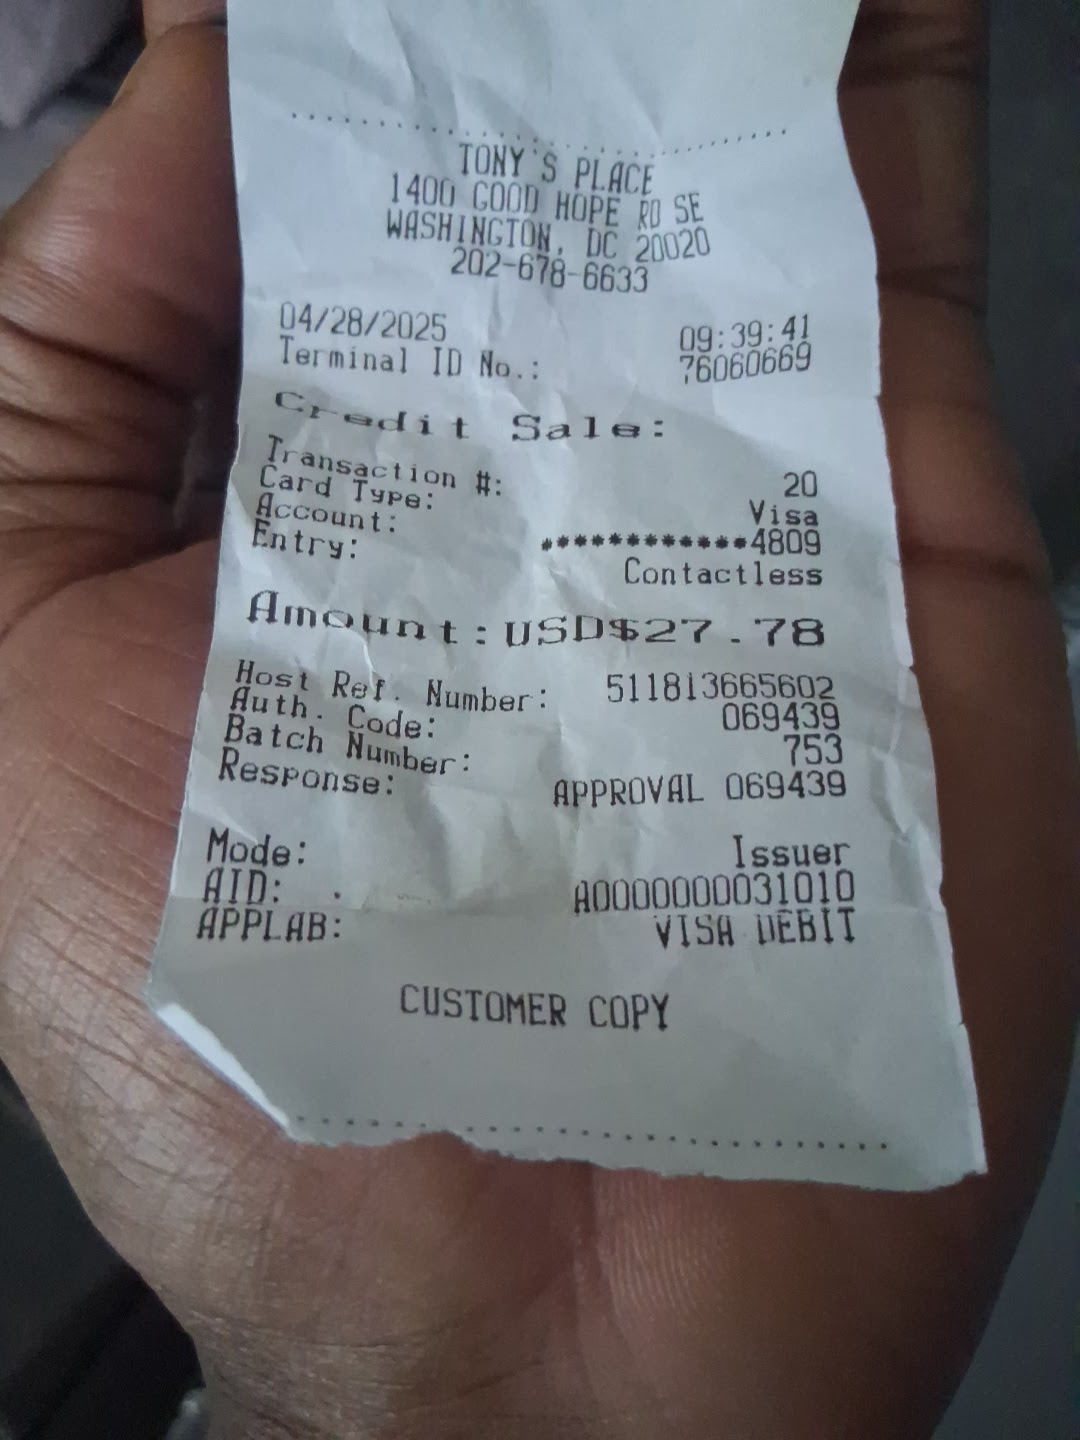 TONY'S PLACE
1400 GOOD HOPE RD SE
WASHINGTON, DC 20020
202-678-6633
04/28/2025 09:39:41
Terminal ID No.: 76060669
Credit Sale:
Transaction #: 20
Card Type: Visa
Account: ************4809
Entry: Contactless
Amount: USD$27.78
Host Ref. Number: 511813665602
Auth. Code: 069439
Batch Number: 753
Response: APPROVAL 069439
Mode: Issuer
AID: A0000000031010
APPLAB: VISA DEBIT
CUSTOMER COPY